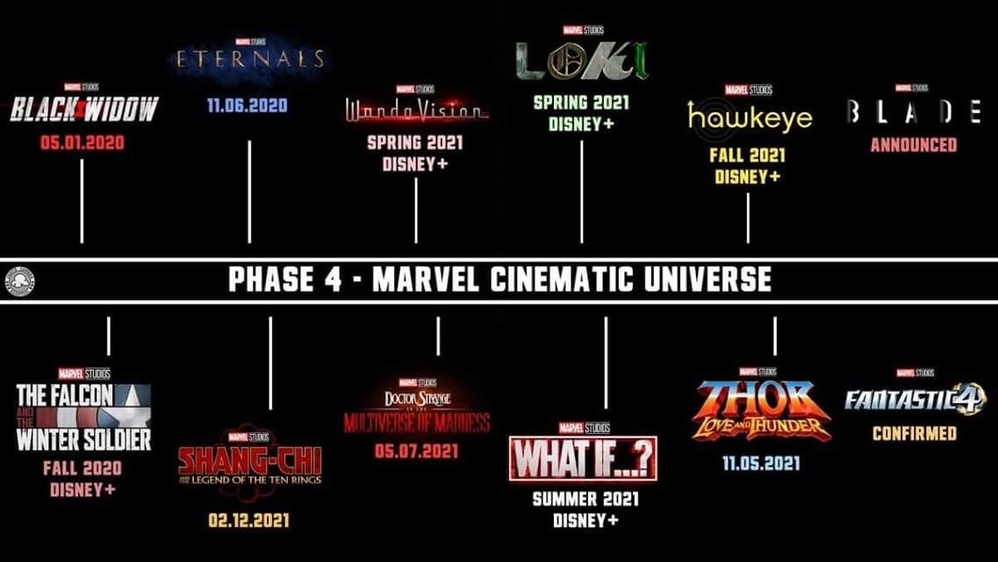 MARVEL STUDIOS
BLACK WIDOW
05.01.2020
MARVEL STUDIOS
ETERNALS
11.06.2020
MARVEL STUDIOS
WandaVision
SPRING 2021
DISNEY+
MARVEL STUDIOS
LOKI
SPRING 2021
DISNEY+
MARVEL STUDIOS
hawkeye
FALL 2021
DISNEY+
MARVEL STUDIOS
BLADE
ANNOUNCED
PHASE 4 - MARVEL CINEMATIC UNIVERSE
MARVEL STUDIOS
THE FALCON
AND THE
WINTER SOLDIER
FALL 2020
DISNEY+
MARVEL STUDIOS
SHANG-CHI
AND THE LEGEND OF THE TEN RINGS
02.12.2021
MARVEL STUDIOS
DOCTOR STRANGE
IN THE
MULTIVERSE OF MADNESS
05.07.2021
MARVEL STUDIOS
WHAT IF...?
SUMMER 2021
DISNEY+
MARVEL STUDIOS
THOR
LOVE AND THUNDER
11.05.2021
MARVEL STUDIOS
FANTASTIC 4
CONFIRMED